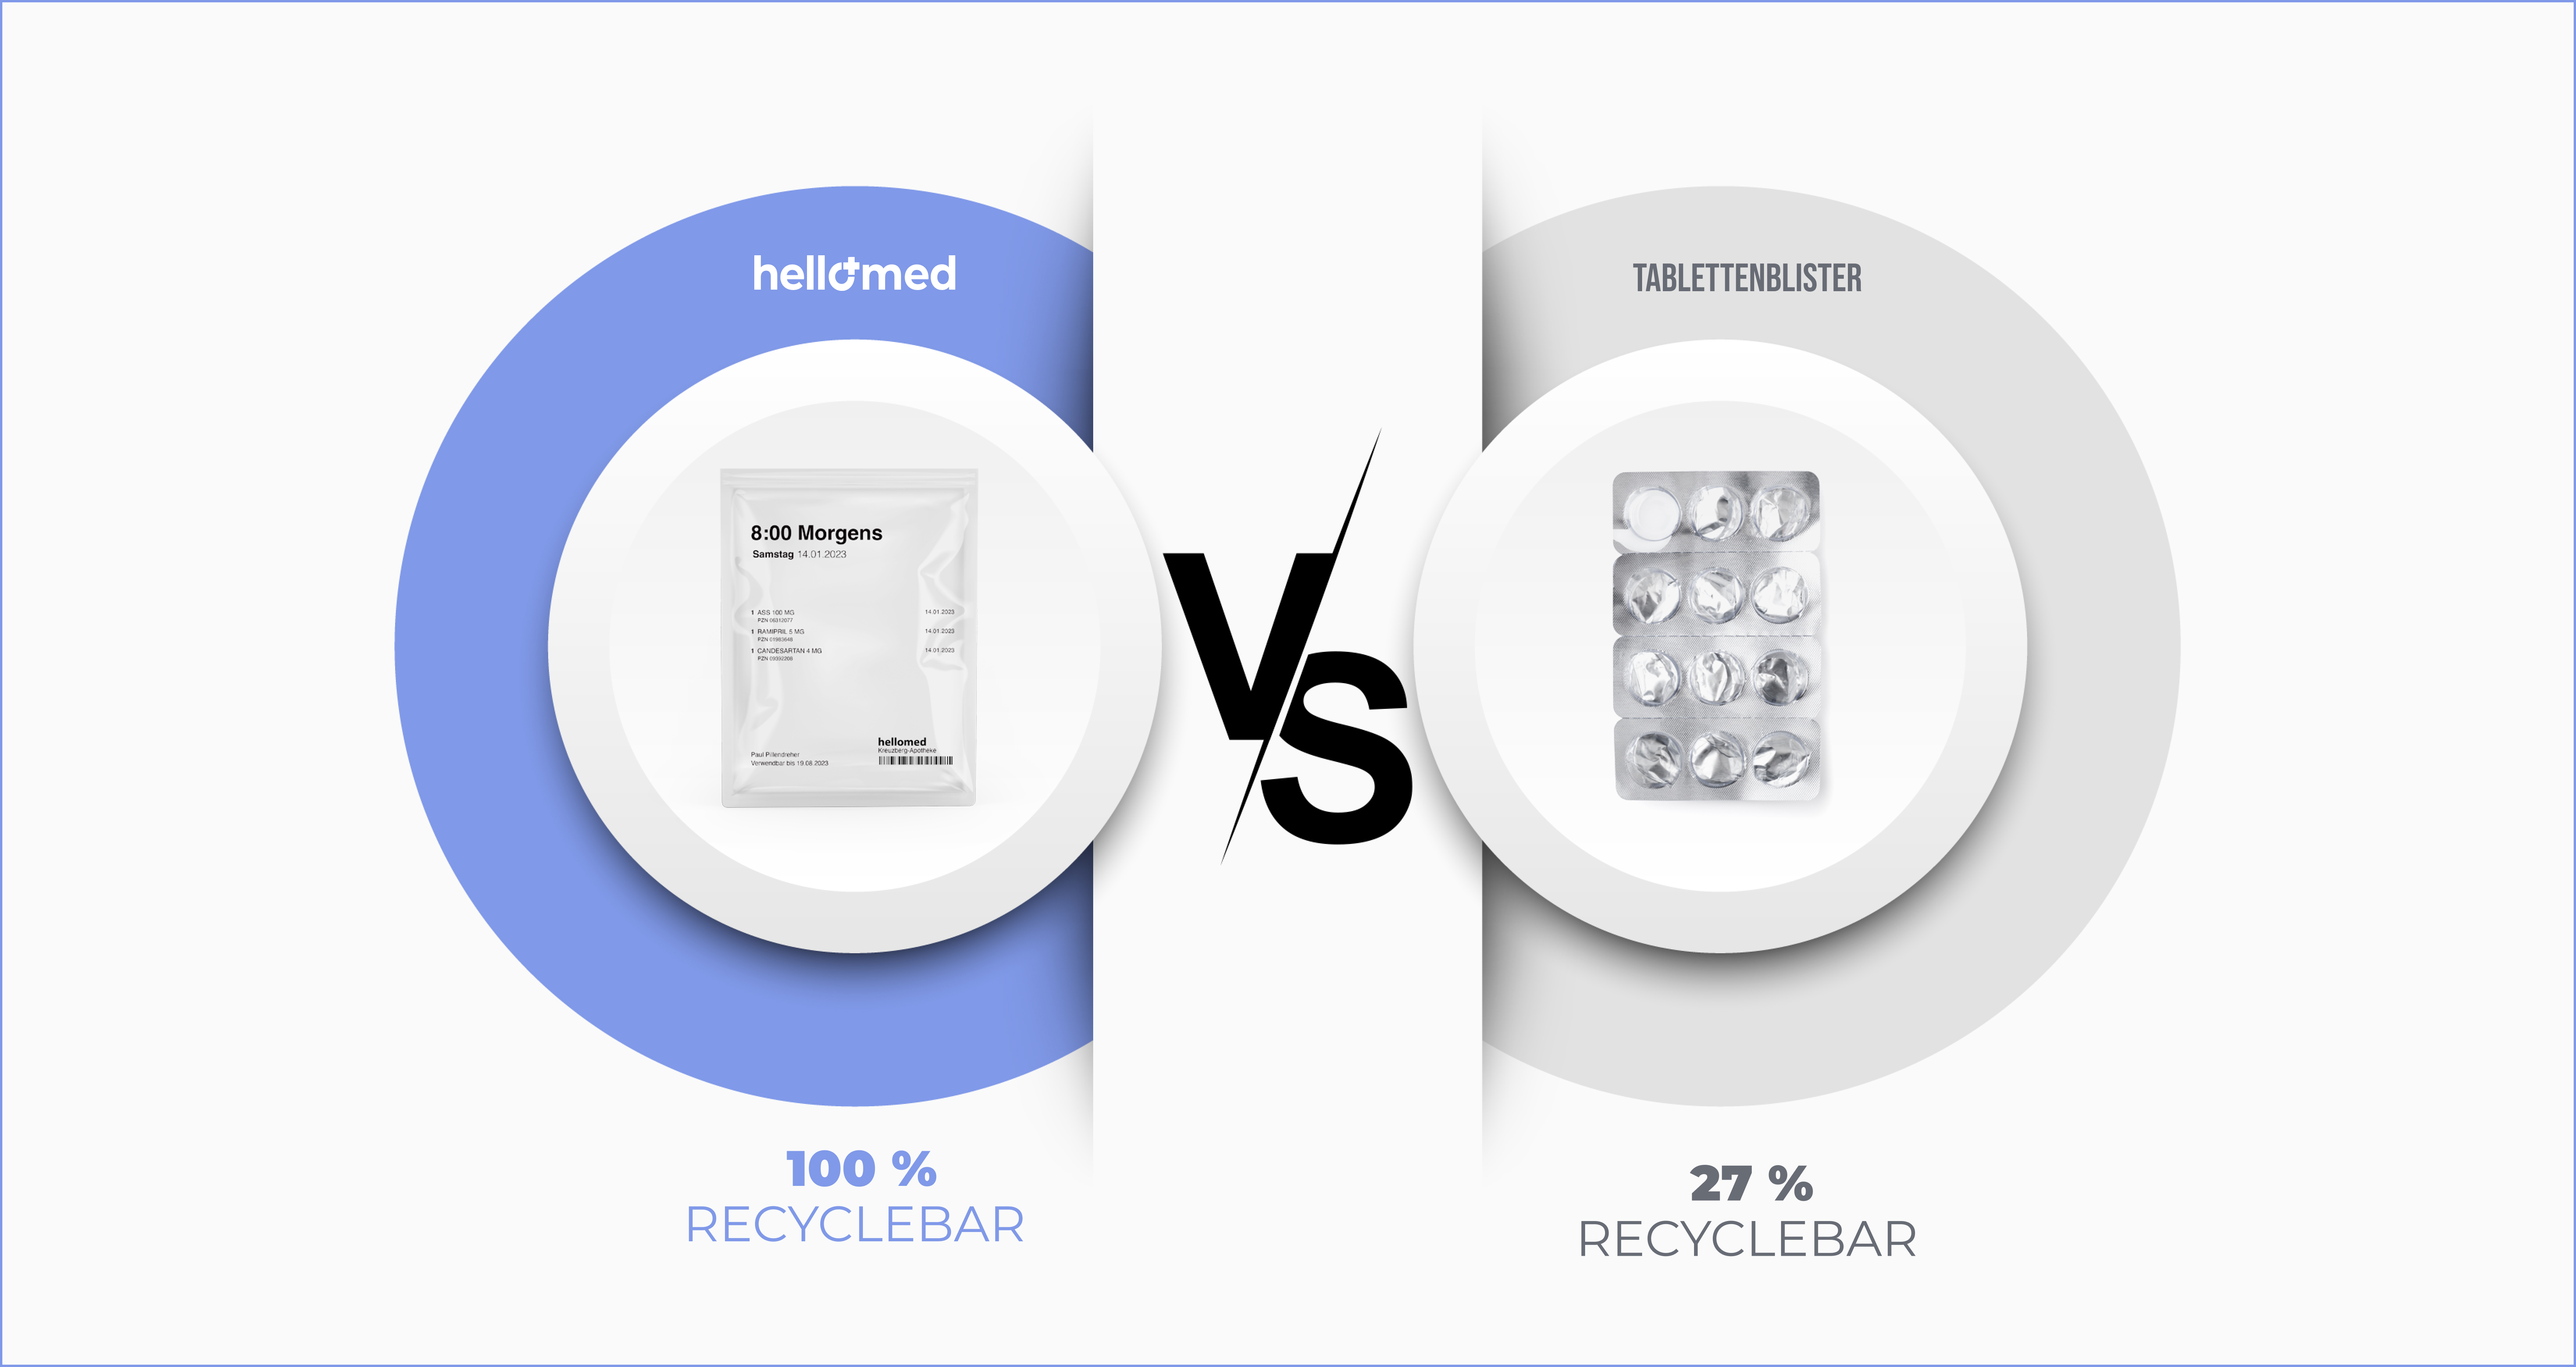 hellomed
TABLETTENBLISTER
8:00 Morgens
Samstag 14.01.2023
1 ASS 100 MG 14.01.2023
PZN 06312077
1 RAMIPRIL 5 MG 14.01.2023
1 CANDESARTAN 4 MG 14.01.2023
hellomed
Kreuzberg-Apotheke
Paul Pillendreher
Verwendbar bis 19.08.2023
VS
100 %
RECYCLEBAR
27 %
RECYCLEBAR